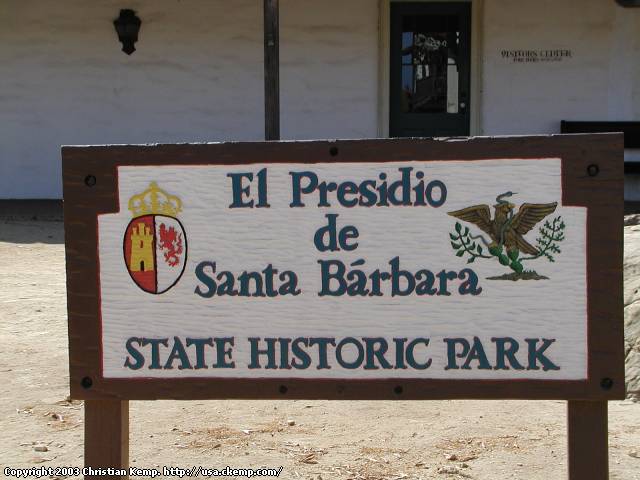 VISITORS CENTER
El Presidio
de
Santa Bárbara
STATE HISTORIC PARK
Copyright 2003 Christian Kemp. http://usa.ckemp.com/